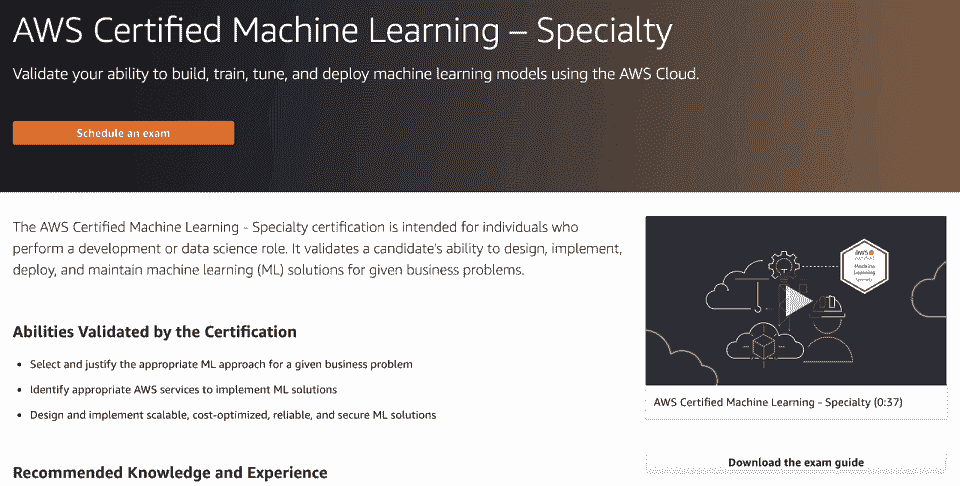 AWS Certified Machine Learning – Specialty
Validate your ability to build, train, tune, and deploy machine learning models using the AWS Cloud.
Schedule an exam
The AWS Certified Machine Learning - Specialty certification is intended for individuals who
perform a development or data science role. It validates a candidate's ability to design, implement,
deploy, and maintain machine learning (ML) solutions for given business problems.
Abilities Validated by the Certification
• Select and justify the appropriate ML approach for a given business problem
• Identify appropriate AWS services to implement ML solutions
• Design and implement scalable, cost-optimized, reliable, and secure ML solutions
Recommended Knowledge and Experience
AWS
Machine
Learning
AWS Certified Machine Learning - Specialty (0:37)
Download the exam guide